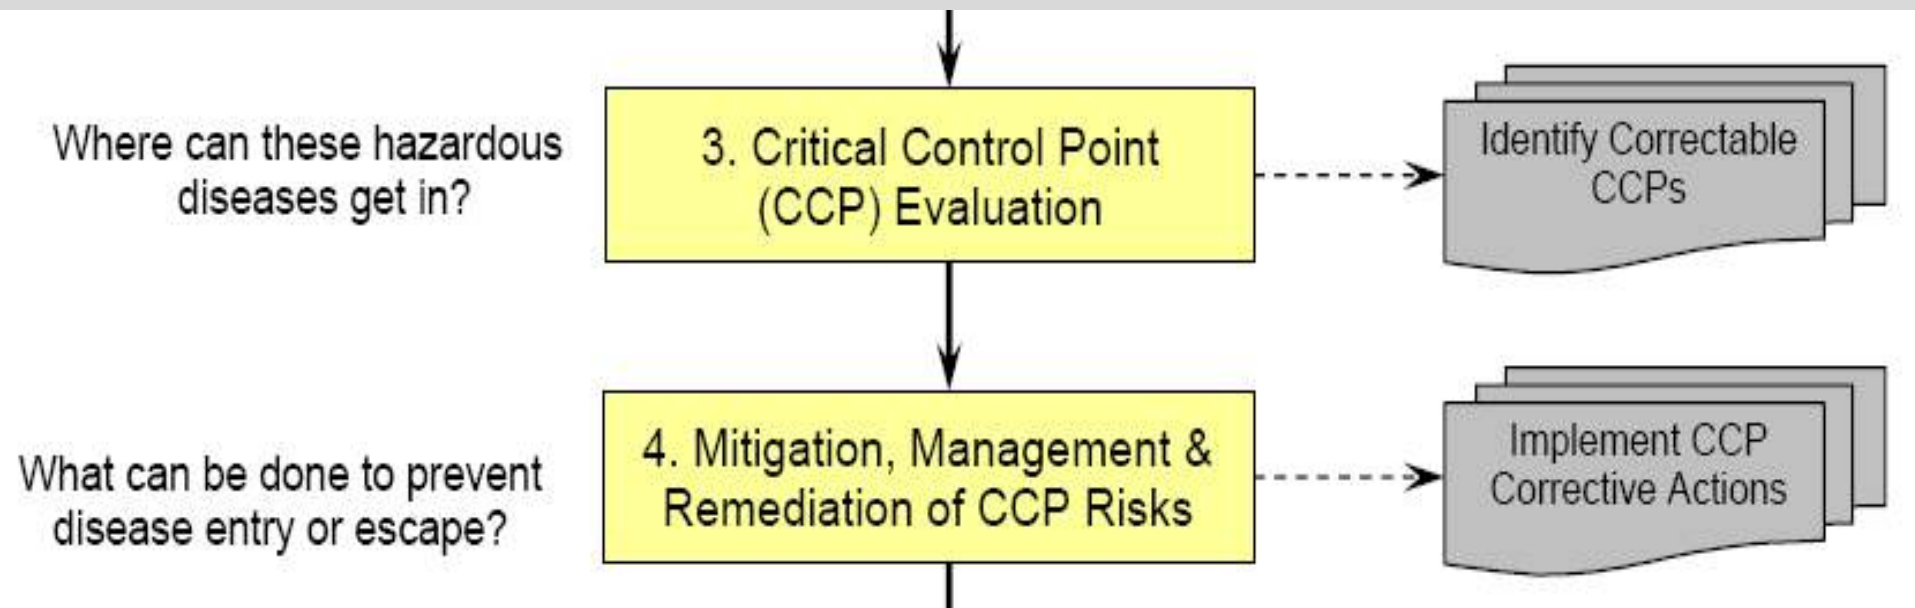 Where can these hazardous
diseases get in?
3. Critical Control Point
(CCP) Evaluation
Identify Correctable
CCPs
What can be done to prevent
disease entry or escape?
4. Mitigation, Management &
Remediation of CCP Risks
Implement CCP
Corrective Actions